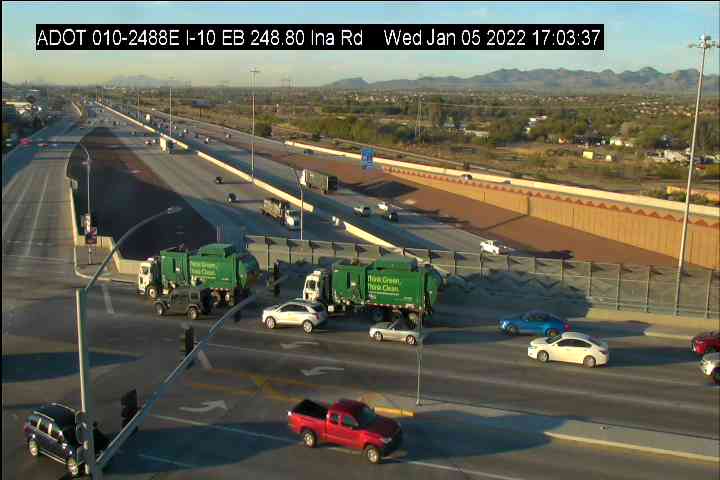 ADOT 010-2488E I-10 EB 248.80 Ina Rd Wed Jan 05 2022 17:03:37
Think Green.
Think Clean.
Think Green.
Think Clean.